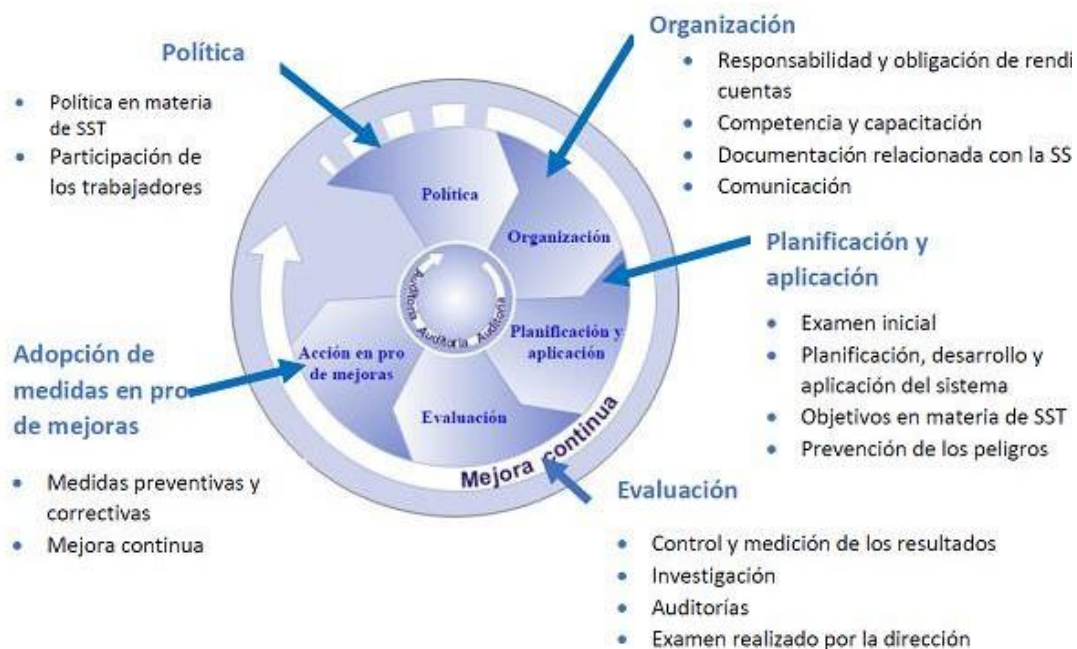 Política
Política en materia
de SST
Participación de
los trabajadores
Organización
Responsabilidad y obligación de rendi
cuentas
Competencia y capacitación
Documentación relacionada con la SS
Comunicación
Planificación y
aplicación
Examen inicial
Planificación, desarrollo y
aplicación del sistema
Objetivos en materia de SST
Prevención de los peligros
Evaluación
Control y medición de los resultados
Investigación
Auditorías
Examen realizado por la dirección
Adopción de
medidas en pro
de mejoras
Medidas preventivas y
correctivas
Mejora continua
Política
Organización
Planificación y
aplicación
Evaluación
Acción en pro
de mejoras
Auditoria Auditoria Auditoria
Mejora continua